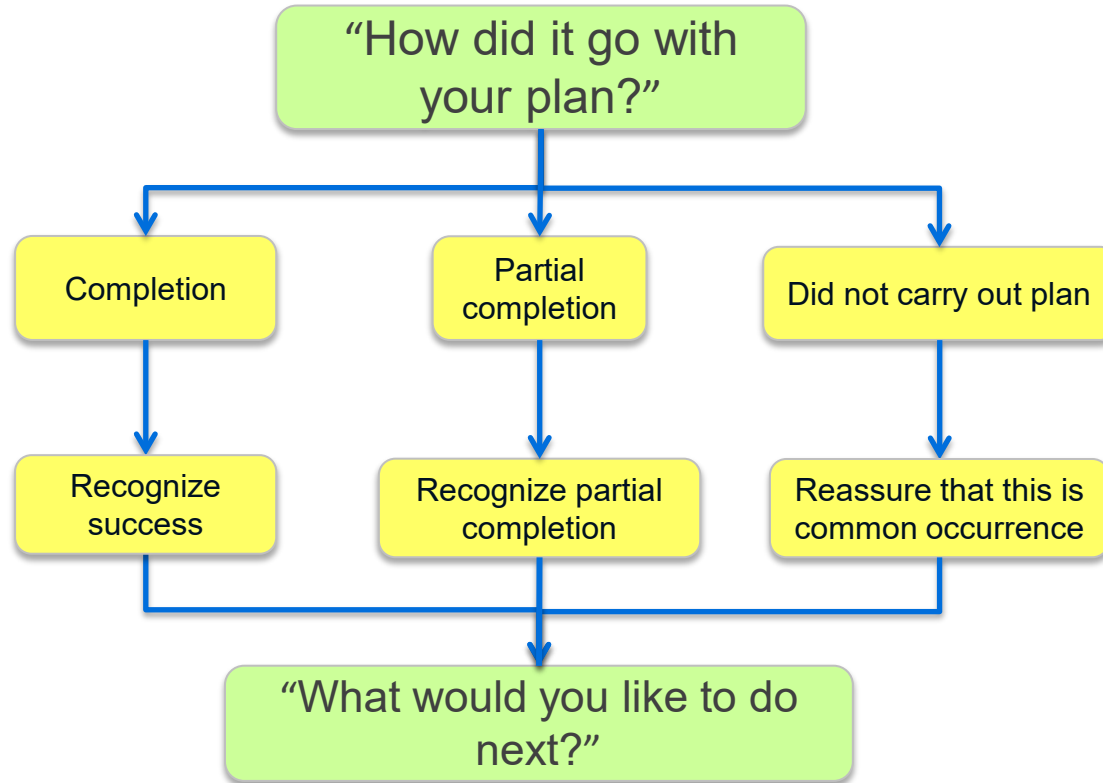 “How did it go with
your plan?”
Completion
Partial
completion
Did not carry out plan
Recognize
success
Recognize partial
completion
Reassure that this is
common occurrence
“What would you like to do
next?”